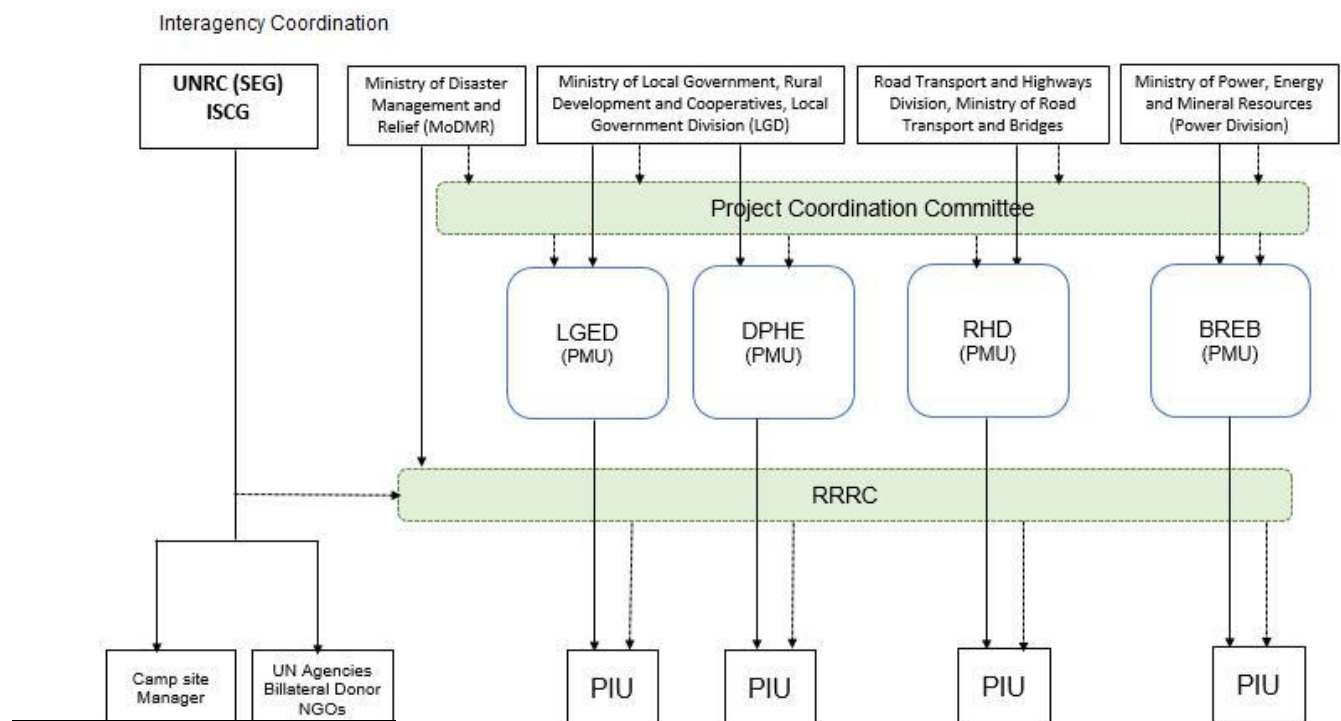 Interagency Coordination
UNRC (SEG)
ISCG
Ministry of Disaster
Management and
Relief (MoDMR)
Ministry of Local Government, Rural
Development and Cooperatives, Local
Government Division (LGD)
Road Transport and Highways
Division, Ministry of Road
Transport and Bridges
Ministry of Power, Energy
and Mineral Resources
(Power Division)
Project Coordination Committee
LGED
(PMU)
DPHE
(PMU)
RHD
(PMU)
BREB
(PMU)
RRRC
Camp site
Manager
UN Agencies
Billateral Donor
NGOs
PIU
PIU
PIU
PIU